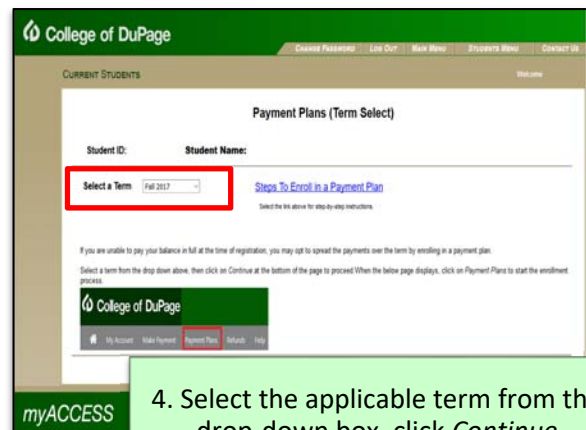 College of DuPage
CHANGE PASSWORD LOG OUT MAIN MENU STUDENTS MENU CONTACT US
CURRENT STUDENTS Welcome
Payment Plans (Term Select)
Student ID: Student Name:
Select a Term Fall 2017 Steps To Enroll in a Payment Plan
Select the link above for step-by-step instructions.
If you are unable to pay your balance in full at the time of registration, you may opt to spread the payments over the term by enrolling in a payment plan.
Select a term from the drop down above, then click on Continue at the bottom of the page to proceed.When the below page displays, click on Payment Plans to start the enrollment
process.
College of DuPage
My Account Make Payment Payment Plans Refunds Help
myACCESS
4. Select the applicable term from th
drop-down box, click Continue